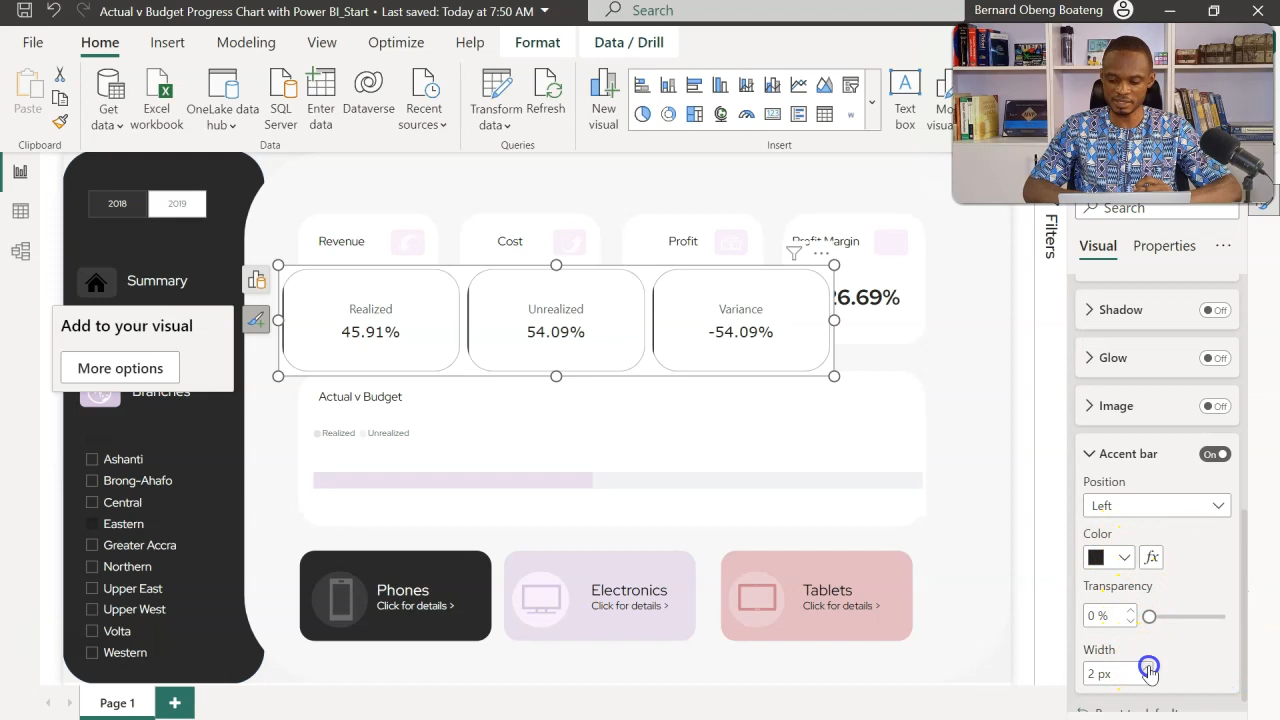 Actual v Budget Progress Chart with Power BI_Start • Last saved: Today at 7:50 AM
Search
Bernard Obeng Boateng
File
Home
Insert
Modeling
View
Optimize
Help
Format
Data / Drill
Paste
Get data
Excel workbook
OneLake data hub
SQL Server
Enter data
Dataverse
Recent sources
Transform data
Refresh
New visual
Text box
Clipboard
Data
Queries
Insert
2018
2019
Summary
Add to your visual
More options
Branches
Ashanti
Brong-Ahafo
Central
Eastern
Greater Accra
Northern
Upper East
Upper West
Volta
Western
Revenue
Cost
Profit
Profit Margin
Realized
45.91%
Unrealized
54.09%
Variance
-54.09%
26.69%
Actual v Budget
Realized
Unrealized
Phones
Click for details >
Electronics
Click for details >
Tablets
Click for details >
Filters
Search
Visual
Properties
Shadow
Off
Glow
Off
Image
Off
Accent bar
On
Position
Left
Color
fx
Transparency
0 %
Width
2 px
Page 1